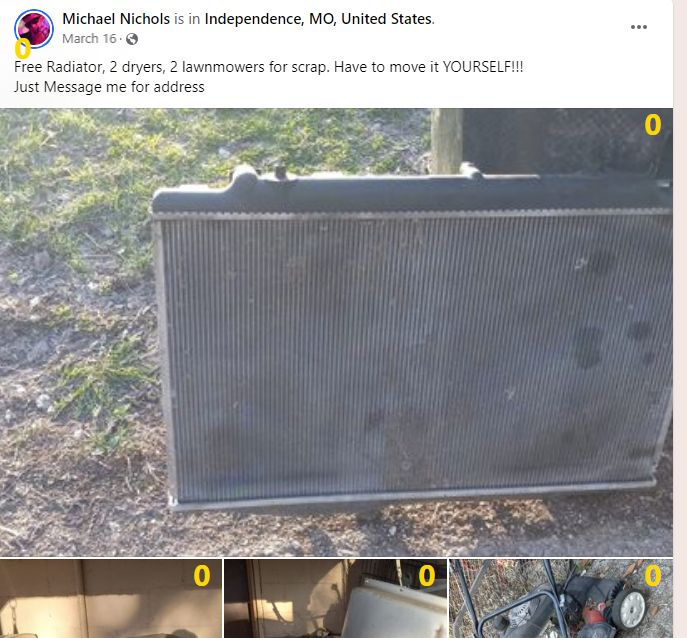 Michael Nichols is in Independence, MO, United States.
March 16 ·
0
Free Radiator, 2 dryers, 2 lawnmowers for scrap. Have to move it YOURSELF!!!
Just Message me for address
0
0
0
0